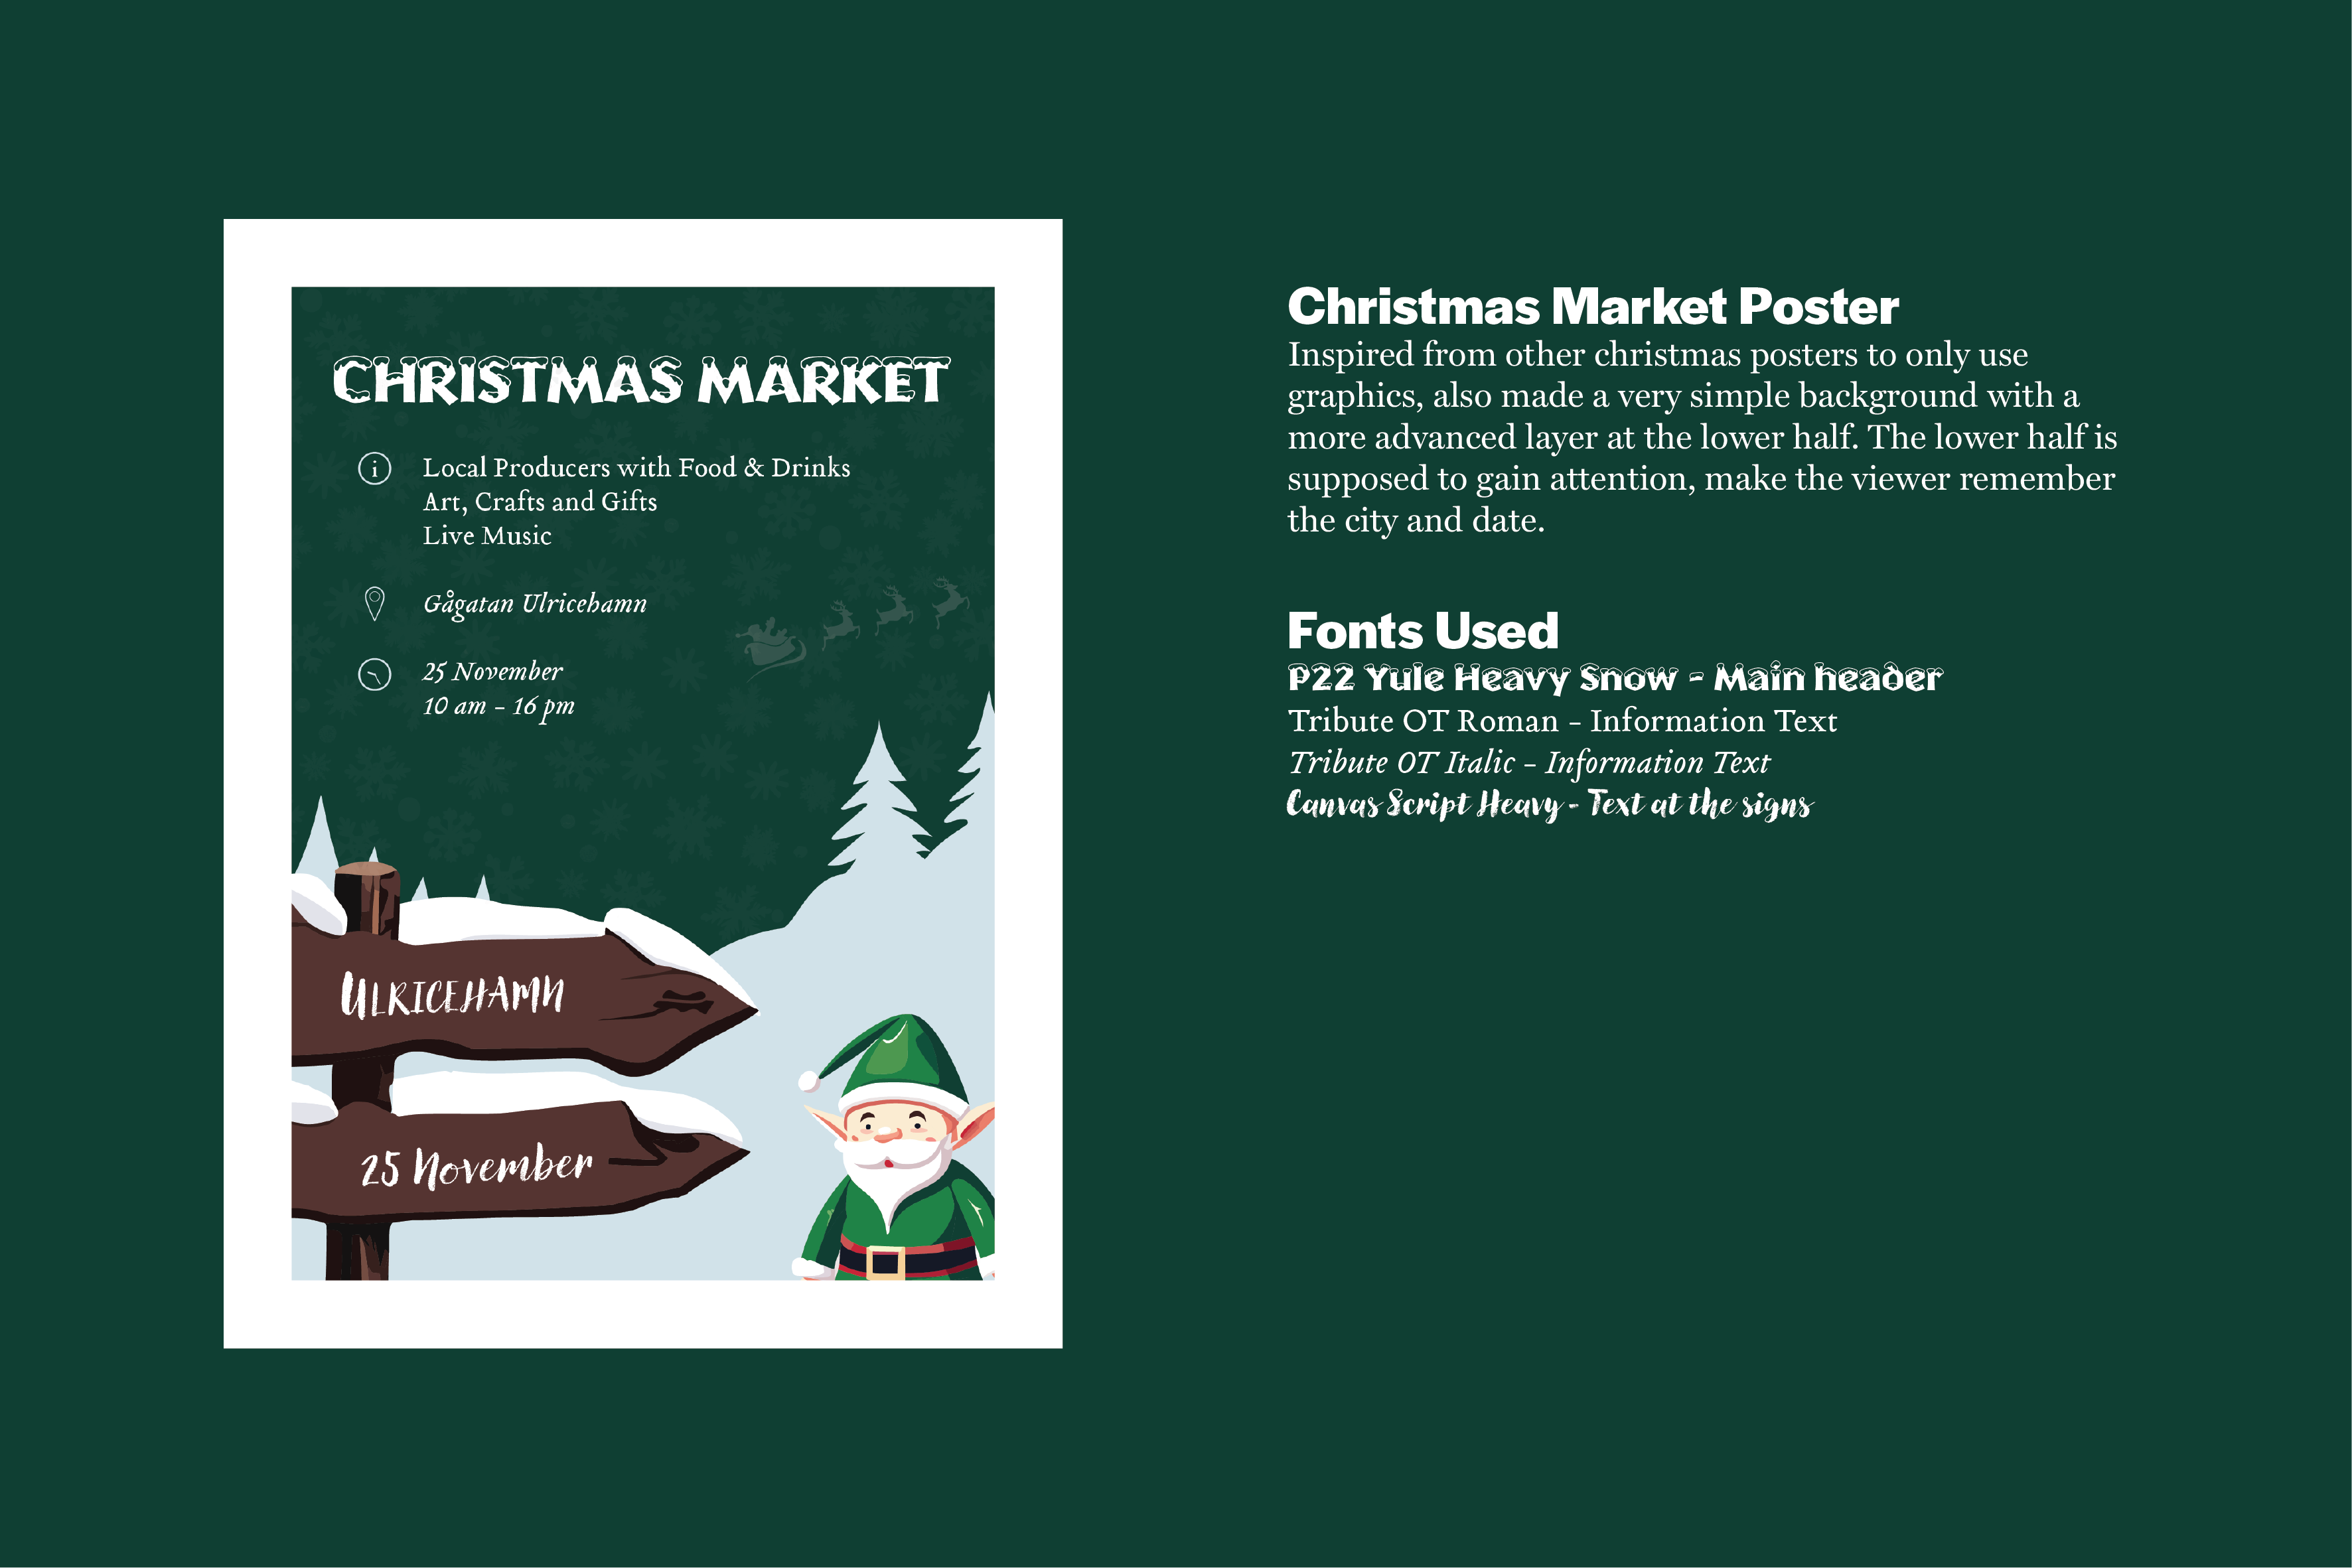 CHRISTMAS MARKET
i
Local Producers with Food & Drinks
Art, Crafts and Gifts
Live Music
Gågatan Ulricehamn
25 November
10 am – 16 pm
ULRICEHAMN
25 November
Christmas Market Poster
Inspired from other christmas posters to only use
graphics, also made a very simple background with a
more advanced layer at the lower half. The lower half is
supposed to gain attention, make the viewer remember
the city and date.
Fonts Used
P22 Yule Heavy Snow - Main header
Tribute OT Roman – Information Text
Tribute OT Italic – Information Text
Canvas Script Heavy - Text at the signs